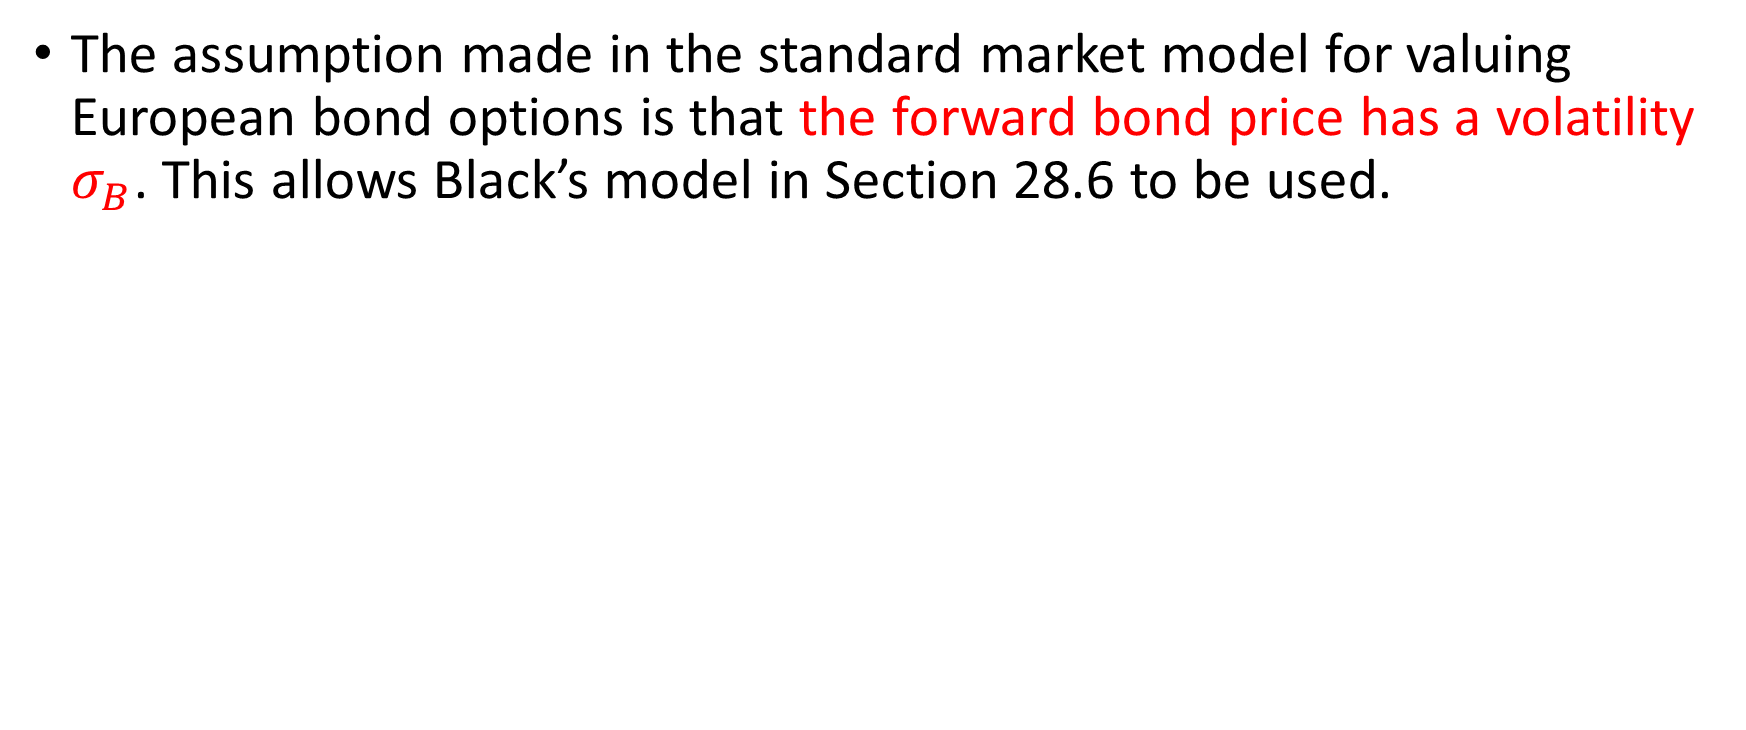 • The assumption made in the standard market model for valuing
European bond options is that the forward bond price has a volatility
σ_B. This allows Black’s model in Section 28.6 to be used.